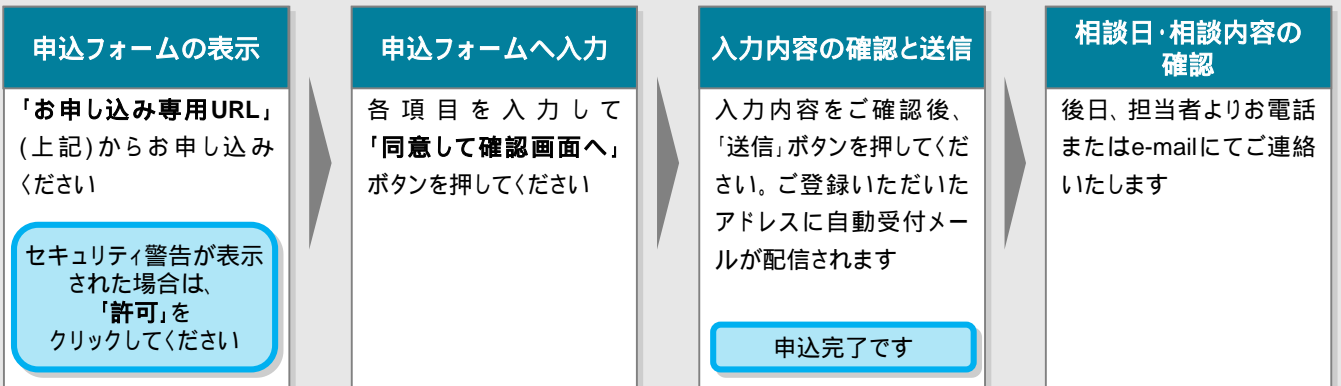 申込フォームの表示
「お申し込み専用URL」
(上記)からお申し込み
ください
セキュリティ警告が表示
された場合は、
「許可」を
クリックしてください
申込フォームへ入力
各項目を入力して
「同意して確認画面へ」
ボタンを押してください
入力内容の確認と送信
入力内容をご確認後、
「送信」ボタンを押してくだ
さい。ご登録いただいた
アドレスに自動受付メー
ルが配信されます
申込完了です
相談日・相談内容の
確認
後日、担当者よりお電話
またはe-mailにてご連絡
いたします